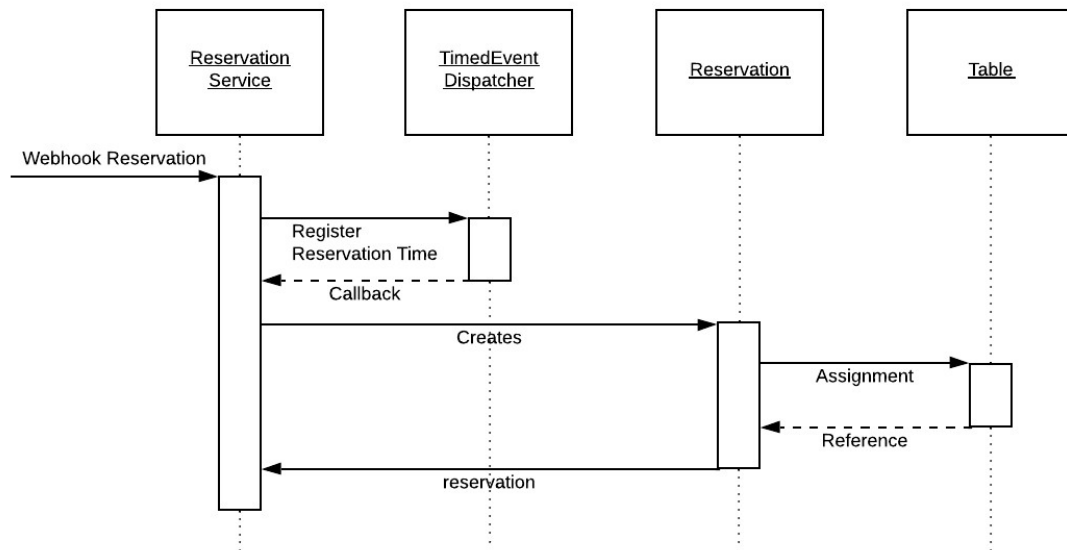 Reservation
Service
TimedEvent
Dispatcher
Reservation
Table
Webhook Reservation
Register
Reservation Time
Callback
Creates
Assignment
Reference
reservation